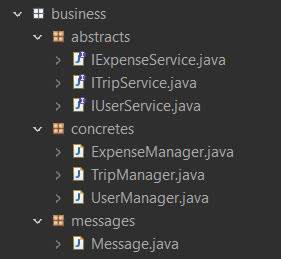 business
abstracts
IExpenseService.java
ITripService.java
IUserService.java
concretes
ExpenseManager.java
TripManager.java
UserManager.java
messages
Message.java